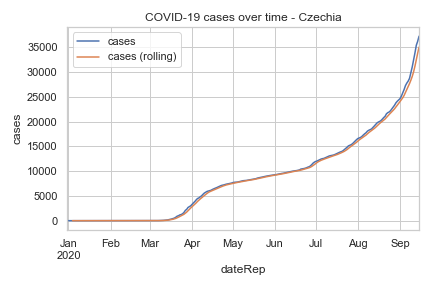 COVID-19 cases over time - Czechia
cases
cases (rolling)
cases
35000
30000
25000
20000
15000
10000
5000
0
Jan Feb Mar Apr May Jun Jul Aug Sep
2020
dateRep